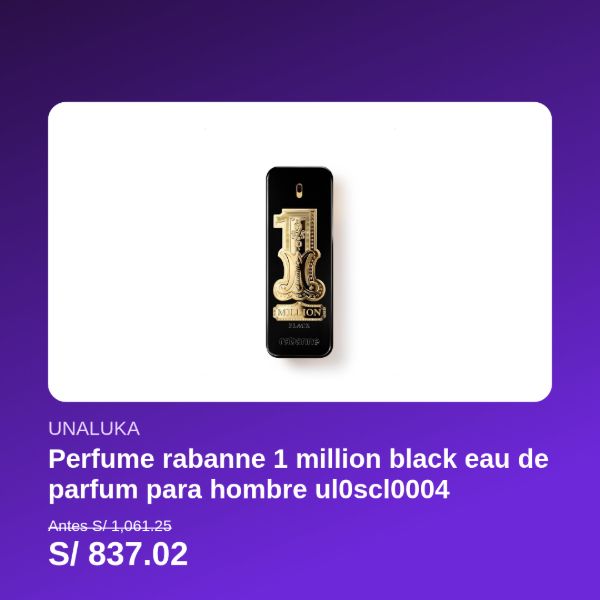 1
MILLION
BLACK
rabanne
UNALUKA
Perfume rabanne 1 million black eau de
parfum para hombre ul0scl0004
Antes S/ 1,061.25
S/ 837.02